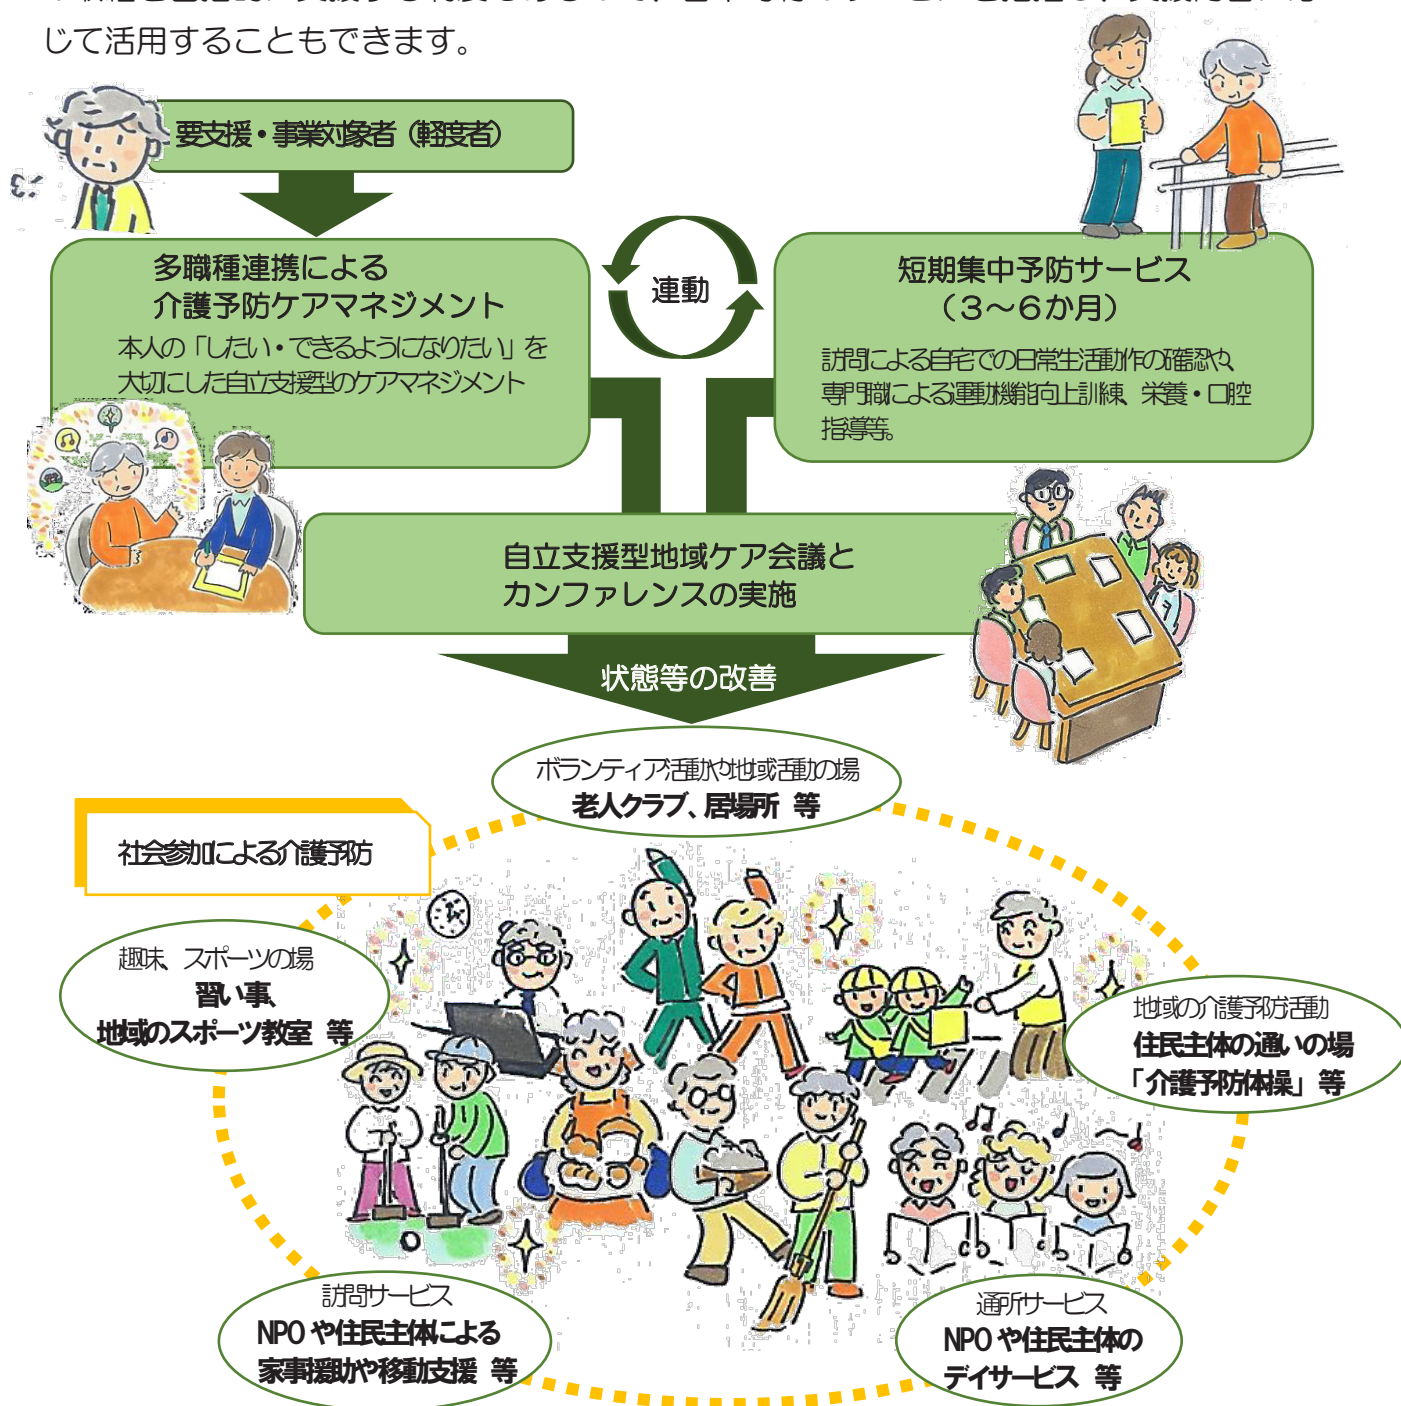 じて活用することもできます。
要支援・事業対象者（軽度者）
多職種連携による
介護予防ケアマネジメント
本人の「したい・できるようになりたい」を
大切にした自立支援型のケアマネジメント
連動
短期集中予防サービス
（３～６か月）
訪問による自宅での日常生活動作の確認や、
専門職による運動機能向上訓練、栄養・口腔
指導等。
自立支援型地域ケア会議と
カンファレンスの実施
状態等の改善
ボランティア活動や地域活動の場
老人クラブ、居場所 等
社会参加による介護予防
趣味、スポーツの場
習い事、
地域のスポーツ教室 等
地域の介護予防活動
住民主体の通いの場
「介護予防体操」等
訪問サービス
NPO や住民主体による
家事援助や移動支援 等
通所サービス
NPO や住民主体の
デイサービス 等